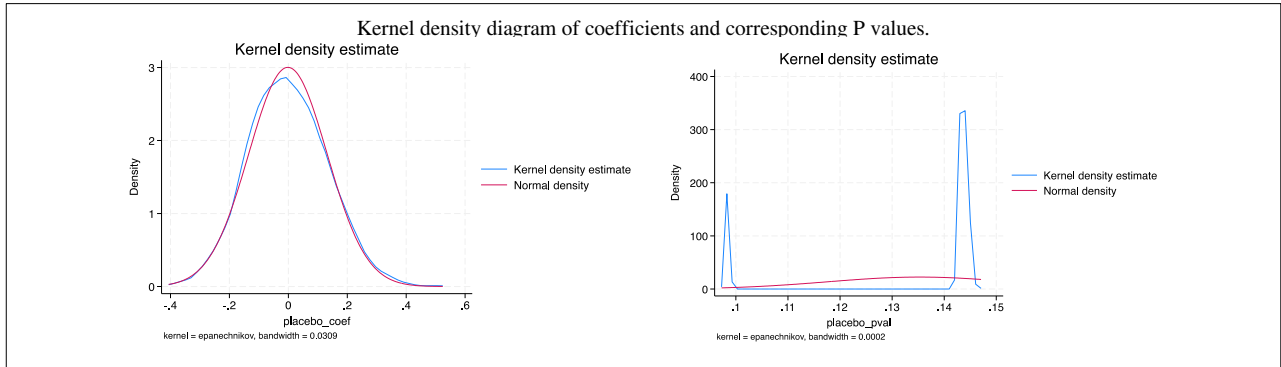 Kernel density diagram of coefficients and corresponding P values.
Kernel density estimate
3
2
1
0
Density
-.4 -.2 0 .2 .4 .6
placebo_coef
kernel = epanechnikov, bandwidth = 0.0309
Kernel density estimate
Normal density
Kernel density estimate
400
300
200
100
0
Density
.1 .11 .12 .13 .14 .15
placebo_pval
kernel = epanechnikov, bandwidth = 0.0002
Kernel density estimate
Normal density